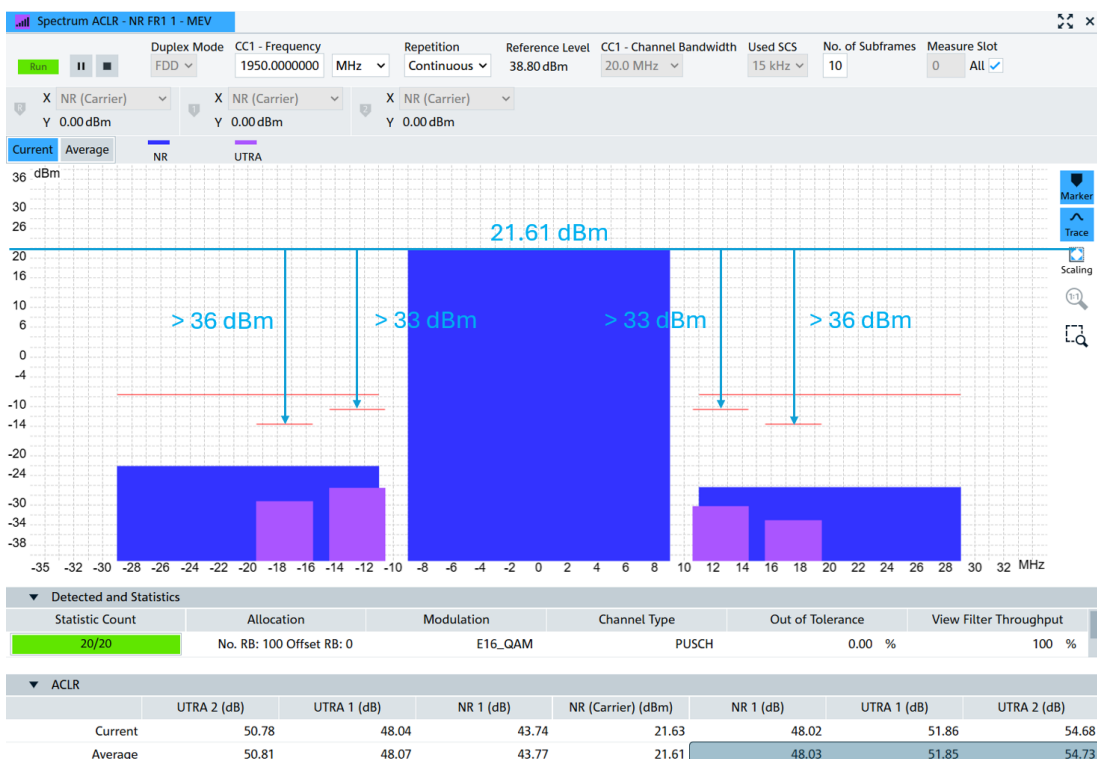 Spectrum ACLR - NR FR1 1 - MEV
Duplex Mode CC1 - Frequency Repetition Reference Level CC1 - Channel Bandwidth Used SCS No. of Subframes Measure Slot
Run FDD 1950.0000000 MHz Continuous 38.80 dBm 20.0 MHz 15 kHz 10 0 All
R X NR (Carrier) 1 X NR (Carrier) 2 X NR (Carrier)
Y 0.00 dBm Y 0.00 dBm Y 0.00 dBm
Current Average NR UTRA
36 dBm
Marker
30
26
21.61 dBm
Trace
20
16
Scaling
10
1:1
6
> 36 dBm > 33 dBm > 33 dBm > 36 dBm
0
-4
-10
-14
-20
-24
-30
-34
-38
-35 -32 -30 -28 -26 -24 -22 -20 -18 -16 -14 -12 -10 -8 -6 -4 -2 0 2 4 6 8 10 12 14 16 18 20 22 24 26 28 30 32 MHz
Detected and Statistics
Statistic Count Allocation Modulation Channel Type Out of Tolerance View Filter Throughput
20/20 No. RB: 100 Offset RB: 0 E16_QAM PUSCH 0.00 % 100 %
ACLR
UTRA 2 (dB) UTRA 1 (dB) NR 1 (dB) NR (Carrier) (dBm) NR 1 (dB) UTRA 1 (dB) UTRA 2 (dB)
Current 50.78 48.04 43.74 21.63 48.02 51.86 54.68
Average 50.81 48.07 43.77 21.61 48.03 51.85 54.73